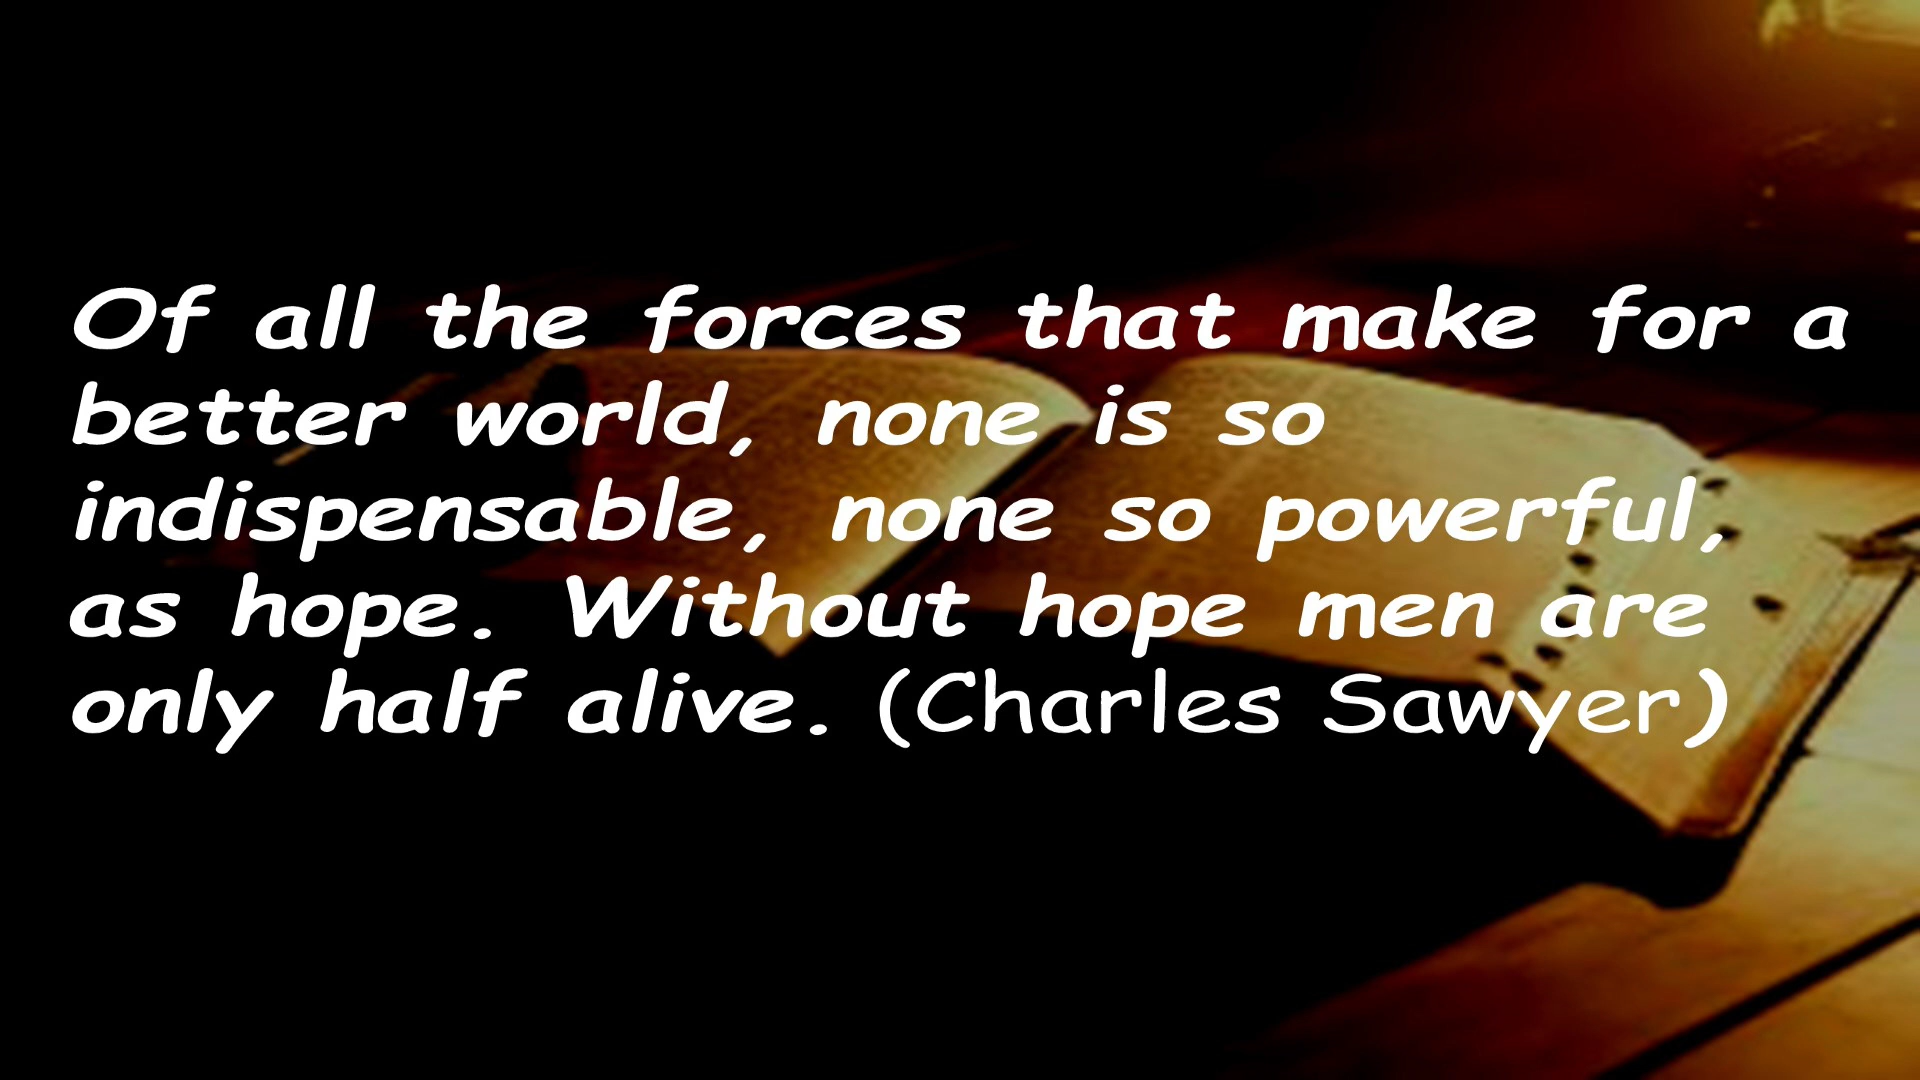 Of all the forces that make for a
better world, none is so
indispensable, none so powerful,
as hope. Without hope men are
only half alive. (Charles Sawyer)